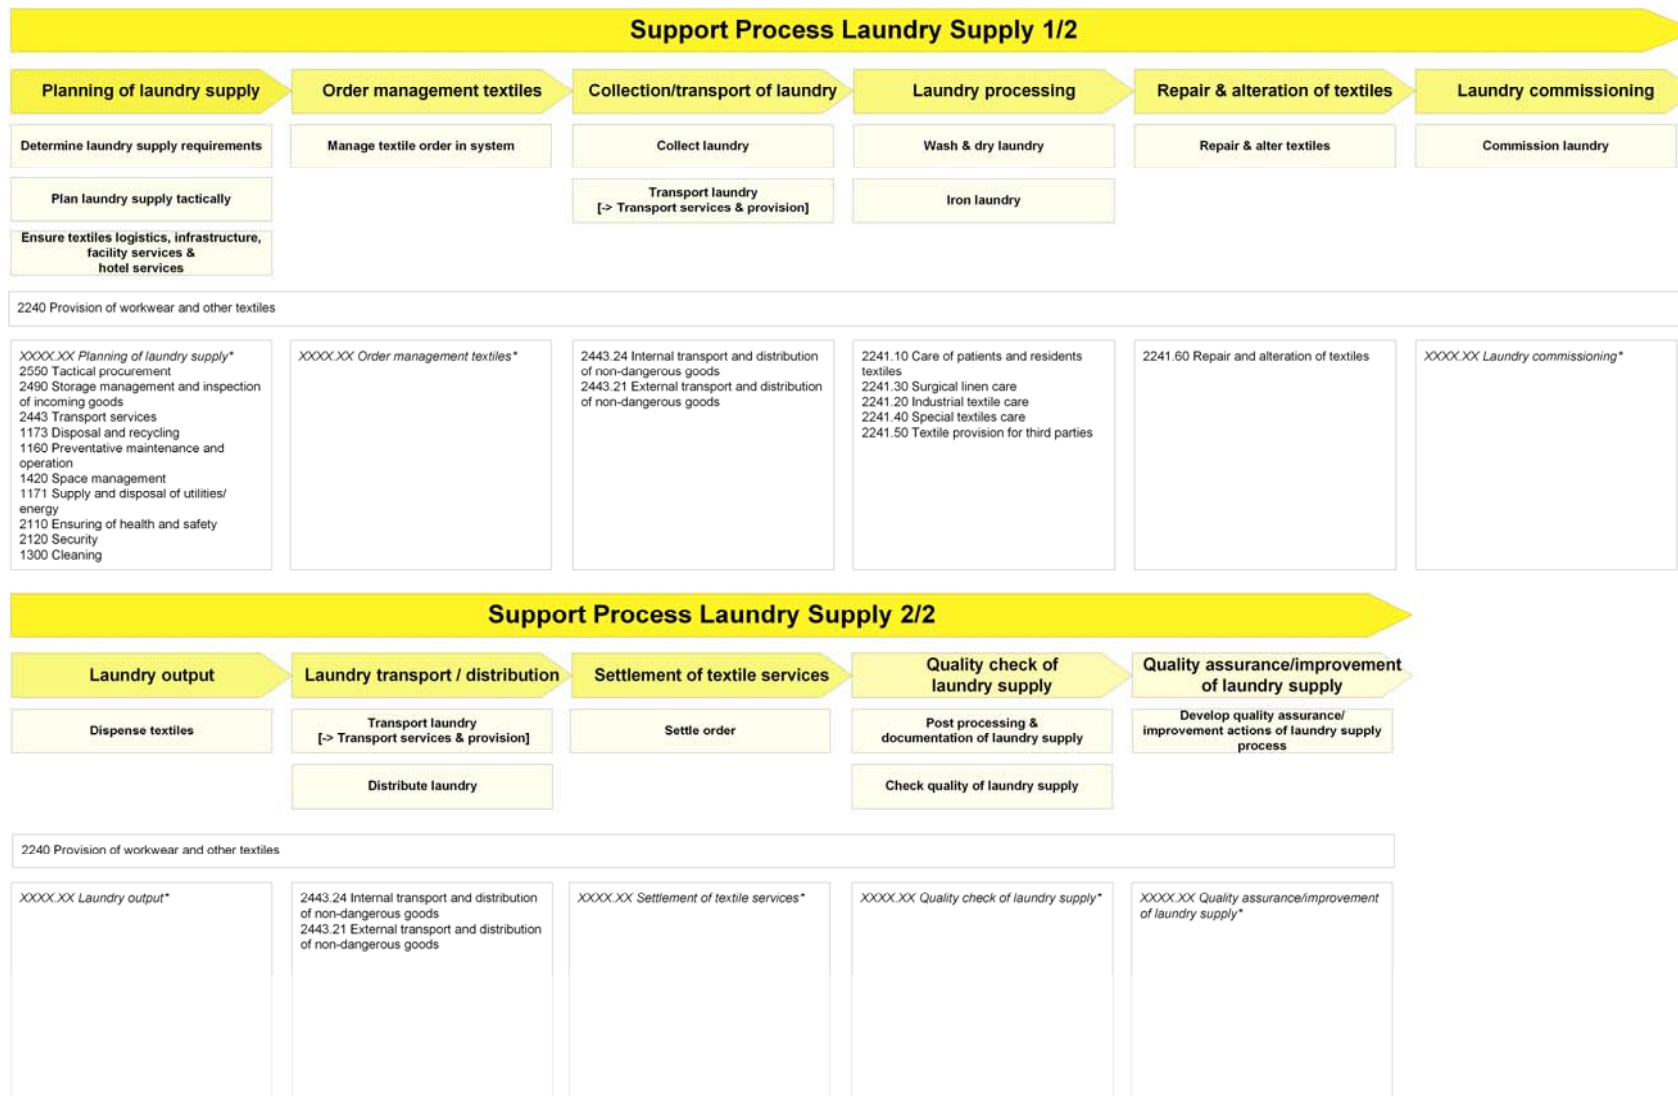 Support Process Laundry Supply 1/2
Planning of laundry supply
Order management textiles
Collection/transport of laundry
Laundry processing
Repair & alteration of textiles
Laundry commissioning
Determine laundry supply requirements
Manage textile order in system
Collect laundry
Wash & dry laundry
Repair & alter textiles
Commission laundry
Plan laundry supply tactically
Transport laundry
[-> Transport services & provision]
Iron laundry
Ensure textiles logistics, infrastructure,
facility services &
hotel services
2240 Provision of workwear and other textiles
XXXX.XX Planning of laundry supply*
2550 Tactical procurement
2490 Storage management and inspection
of incoming goods
2443 Transport services
1173 Disposal and recycling
1160 Preventative maintenance and
operation
1420 Space management
1171 Supply and disposal of utilities/
energy
2110 Ensuring of health and safety
2120 Security
1300 Cleaning
XXXX.XX Order management textiles*
2443.24 Internal transport and distribution
of non-dangerous goods
2443.21 External transport and distribution
of non-dangerous goods
2241.10 Care of patients and residents
textiles
2241.30 Surgical linen care
2241.20 Industrial textile care
2241.40 Special textiles care
2241.50 Textile provision for third parties
2241.60 Repair and alteration of textiles
XXXX.XX Laundry commissioning*
Support Process Laundry Supply 2/2
Laundry output
Laundry transport / distribution
Settlement of textile services
Quality check of
laundry supply
Quality assurance/improvement
of laundry supply
Dispense textiles
Transport laundry
[-> Transport services & provision]
Settle order
Post processing &
documentation of laundry supply
Develop quality assurance/
improvement actions of laundry supply
process
Distribute laundry
Check quality of laundry supply
2240 Provision of workwear and other textiles
XXXX.XX Laundry output*
2443.24 Internal transport and distribution
of non-dangerous goods
2443.21 External transport and distribution
of non-dangerous goods
XXXX.XX Settlement of textile services*
XXXX.XX Quality check of laundry supply*
XXXX.XX Quality assurance/improvement
of laundry supply*